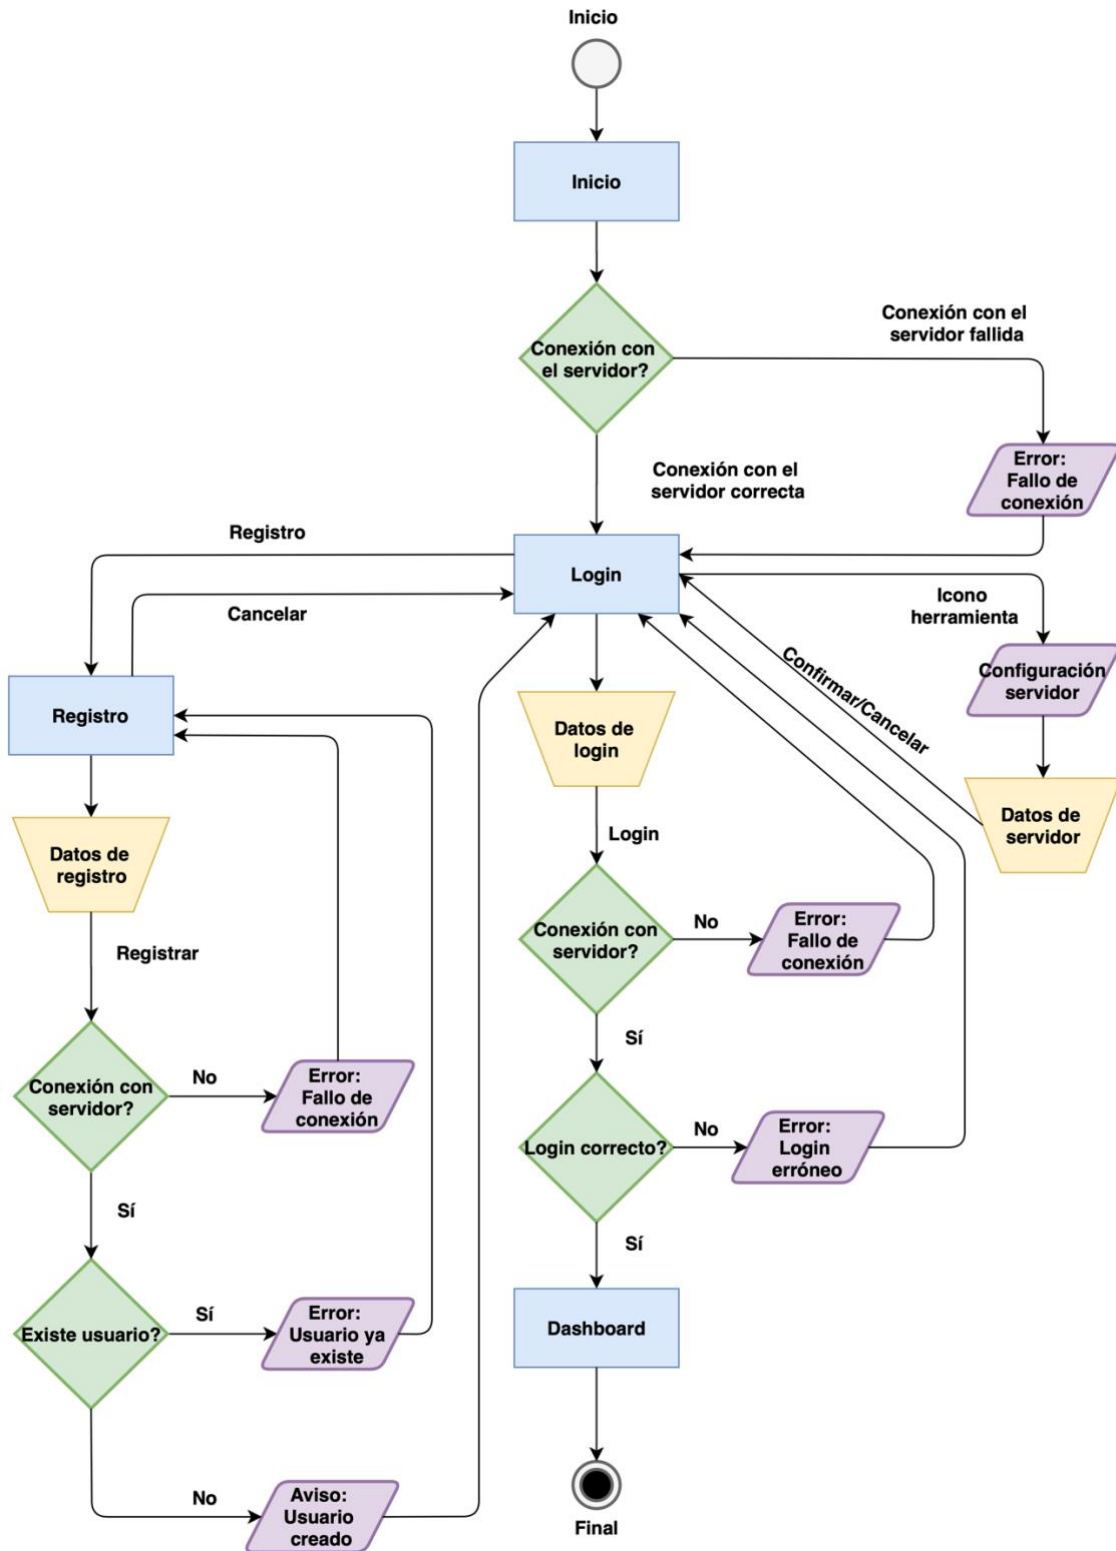 Inicio
Inicio
Conexión con
el servidor?
Conexión con el
servidor fallida
Error:
Fallo de
conexión
Conexión con el
servidor correcta
Registro
Login
Cancelar
Icono
herramienta
Configuración
servidor
Confirmar/Cancelar
Registro
Datos de
login
Datos de
servidor
Login
Datos de
registro
Registrar
Conexión con
servidor?
No
Error:
Fallo de
conexión
Sí
Conexión con
servidor?
No
Error:
Fallo de
conexión
Login correcto?
No
Error:
Login
erróneo
Sí
Sí
Existe usuario?
Sí
Error:
Usuario ya
existe
Dashboard
No
Aviso:
Usuario
creado
Final